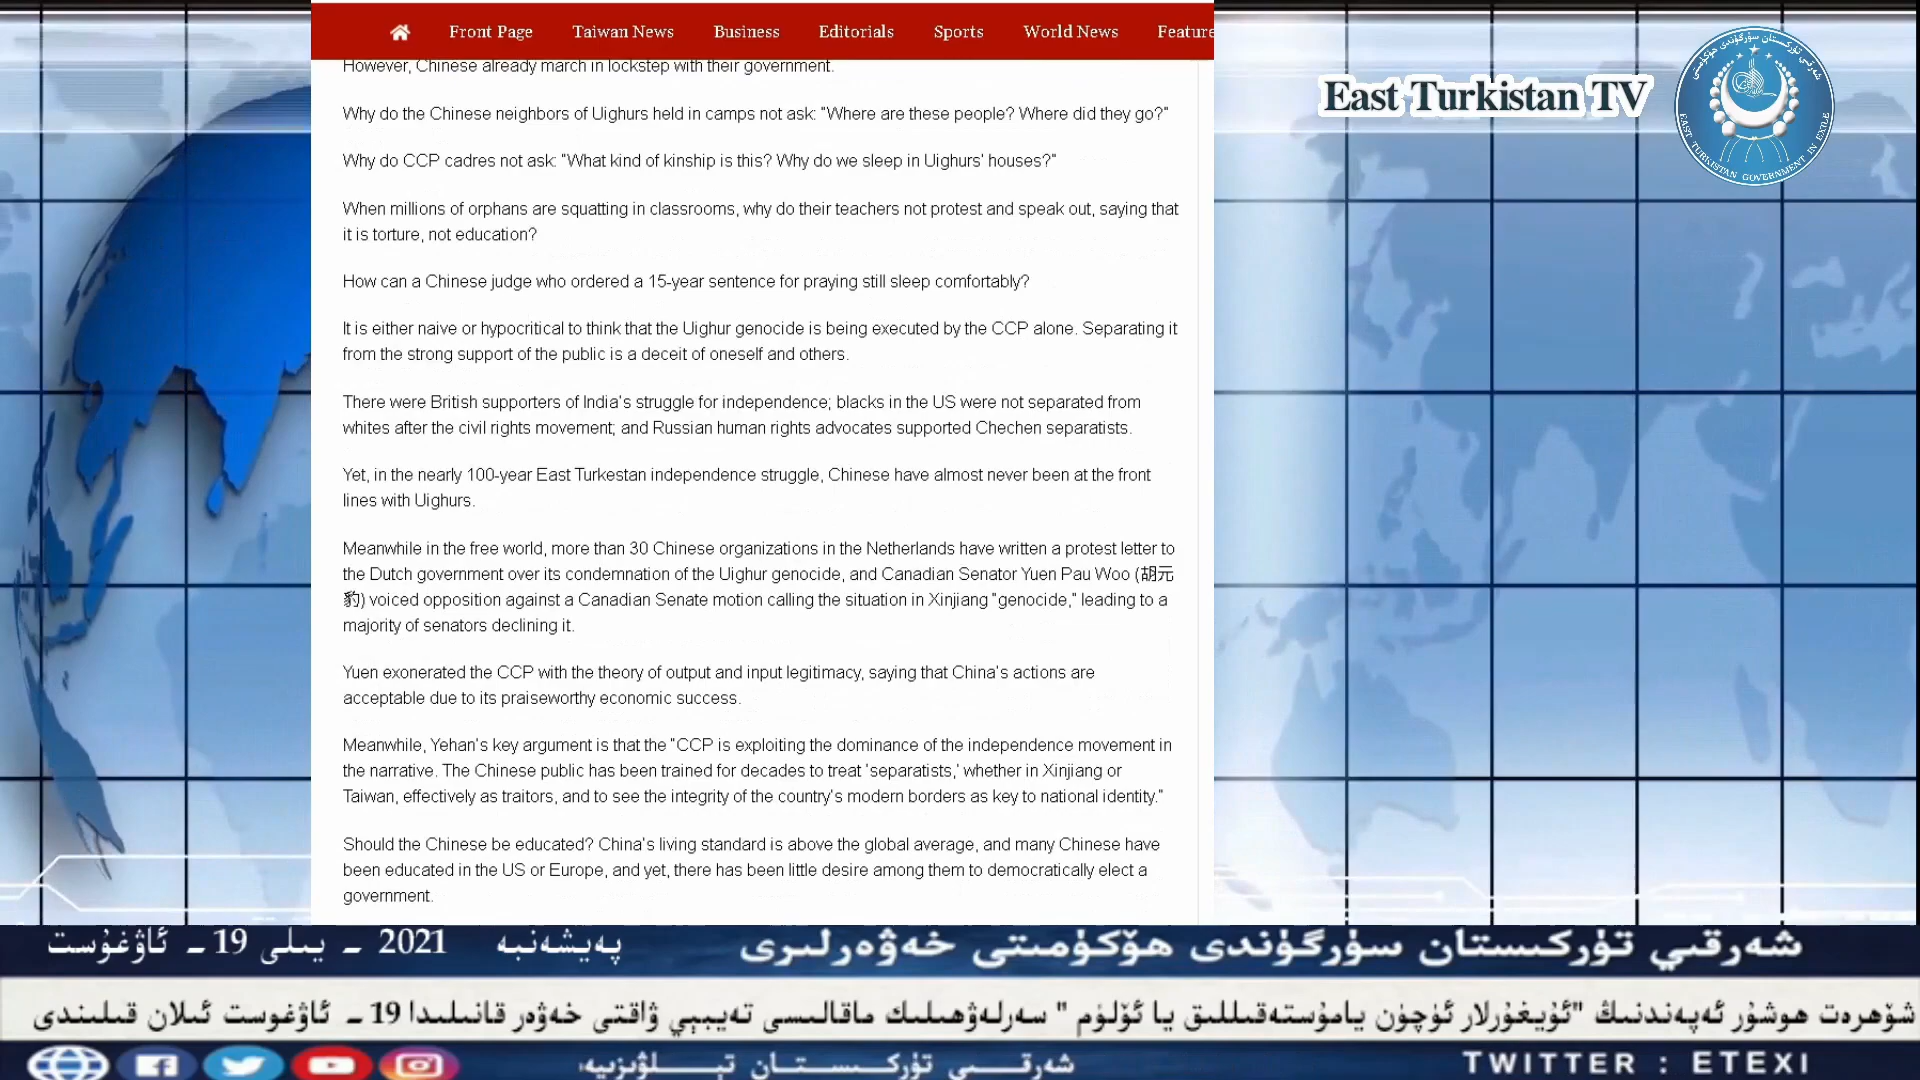 Front Page Taiwan News Business Editorials Sports World News Feature
East Turkistan TV
شەرقىي تۈركىستان سۈرگۈندى ھۆكۈمىتى
EAST TURKISTAN GOVERNMENT IN EXILE
However, Chinese already march in lockstep with their government.
Why do the Chinese neighbors of Uighurs held in camps not ask: "Where are these people? Where did they go?"
Why do CCP cadres not ask: "What kind of kinship is this? Why do we sleep in Uighurs' houses?"
When millions of orphans are squatting in classrooms, why do their teachers not protest and speak out, saying that
it is torture, not education?
How can a Chinese judge who ordered a 15-year sentence for praying still sleep comfortably?
It is either naive or hypocritical to think that the Uighur genocide is being executed by the CCP alone. Separating it
from the strong support of the public is a deceit of oneself and others.
There were British supporters of India's struggle for independence; blacks in the US were not separated from
whites after the civil rights movement; and Russian human rights advocates supported Chechen separatists.
Yet, in the nearly 100-year East Turkestan independence struggle, Chinese have almost never been at the front
lines with Uighurs.
Meanwhile in the free world, more than 30 Chinese organizations in the Netherlands have written a protest letter to
the Dutch government over its condemnation of the Uighur genocide, and Canadian Senator Yuen Pau Woo (胡元
豹) voiced opposition against a Canadian Senate motion calling the situation in Xinjiang "genocide," leading to a
majority of senators declining it.
Yuen exonerated the CCP with the theory of output and input legitimacy, saying that China's actions are
acceptable due to its praiseworthy economic success.
Meanwhile, Yehan's key argument is that the "CCP is exploiting the dominance of the independence movement in
the narrative. The Chinese public has been trained for decades to treat 'separatists,' whether in Xinjiang or
Taiwan, effectively as traitors, and to see the integrity of the country's modern borders as key to national identity."
Should the Chinese be educated? China's living standard is above the global average, and many Chinese have
been educated in the US or Europe, and yet, there has been little desire among them to democratically elect a
government.
شەرقىي تۈركىستان سۈرگۈندى ھۆكۈمىتى خەۋەرلىرى
2021 - يىلى 19 - ئاۋغۇست پەيشەنبە
شۆھرەت ھوشۇر ئەپەندىنىڭ "ئۇيغۇرلار ئۈچۈن يامۇستەقىللىق يا ئۆلۈم " سەرلەۋھىلىك ماقالىسى تەيبېي ۋاقتى خەۋەر قانىلىدا 19 - ئاۋغوست ئىلان قىلىندى
شەرقىي تۈركىستان تېلېۋىزىيە:
TWITTER : ETEXI